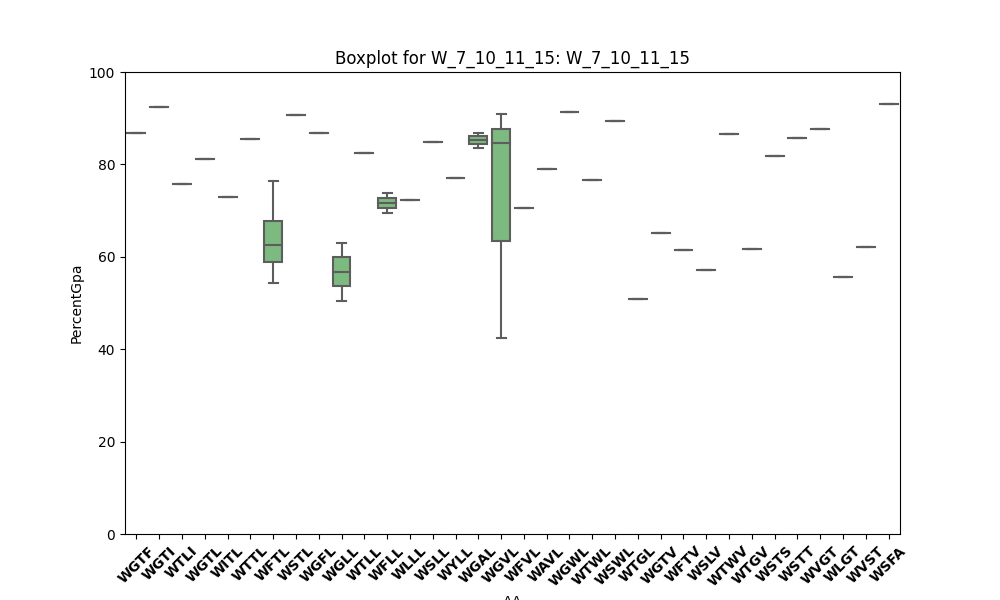 Boxplot for W_7_10_11_15: W_7_10_11_15
PercentGpa
100
80
60
40
20
0
WGTF
WGTI
WTLI
WGTL
WITL
WTTL
WFTL
WSTL
WGFL
WGLL
WTLL
WFLL
WLLL
WSLL
WYLL
WGAL
WGVL
WFVL
WAVL
WGWL
WTWL
WSWL
WTGL
WGTV
WFTV
WSLV
WTWV
WTGV
WSTS
WSTT
WVGT
WLGT
WVST
WSFA